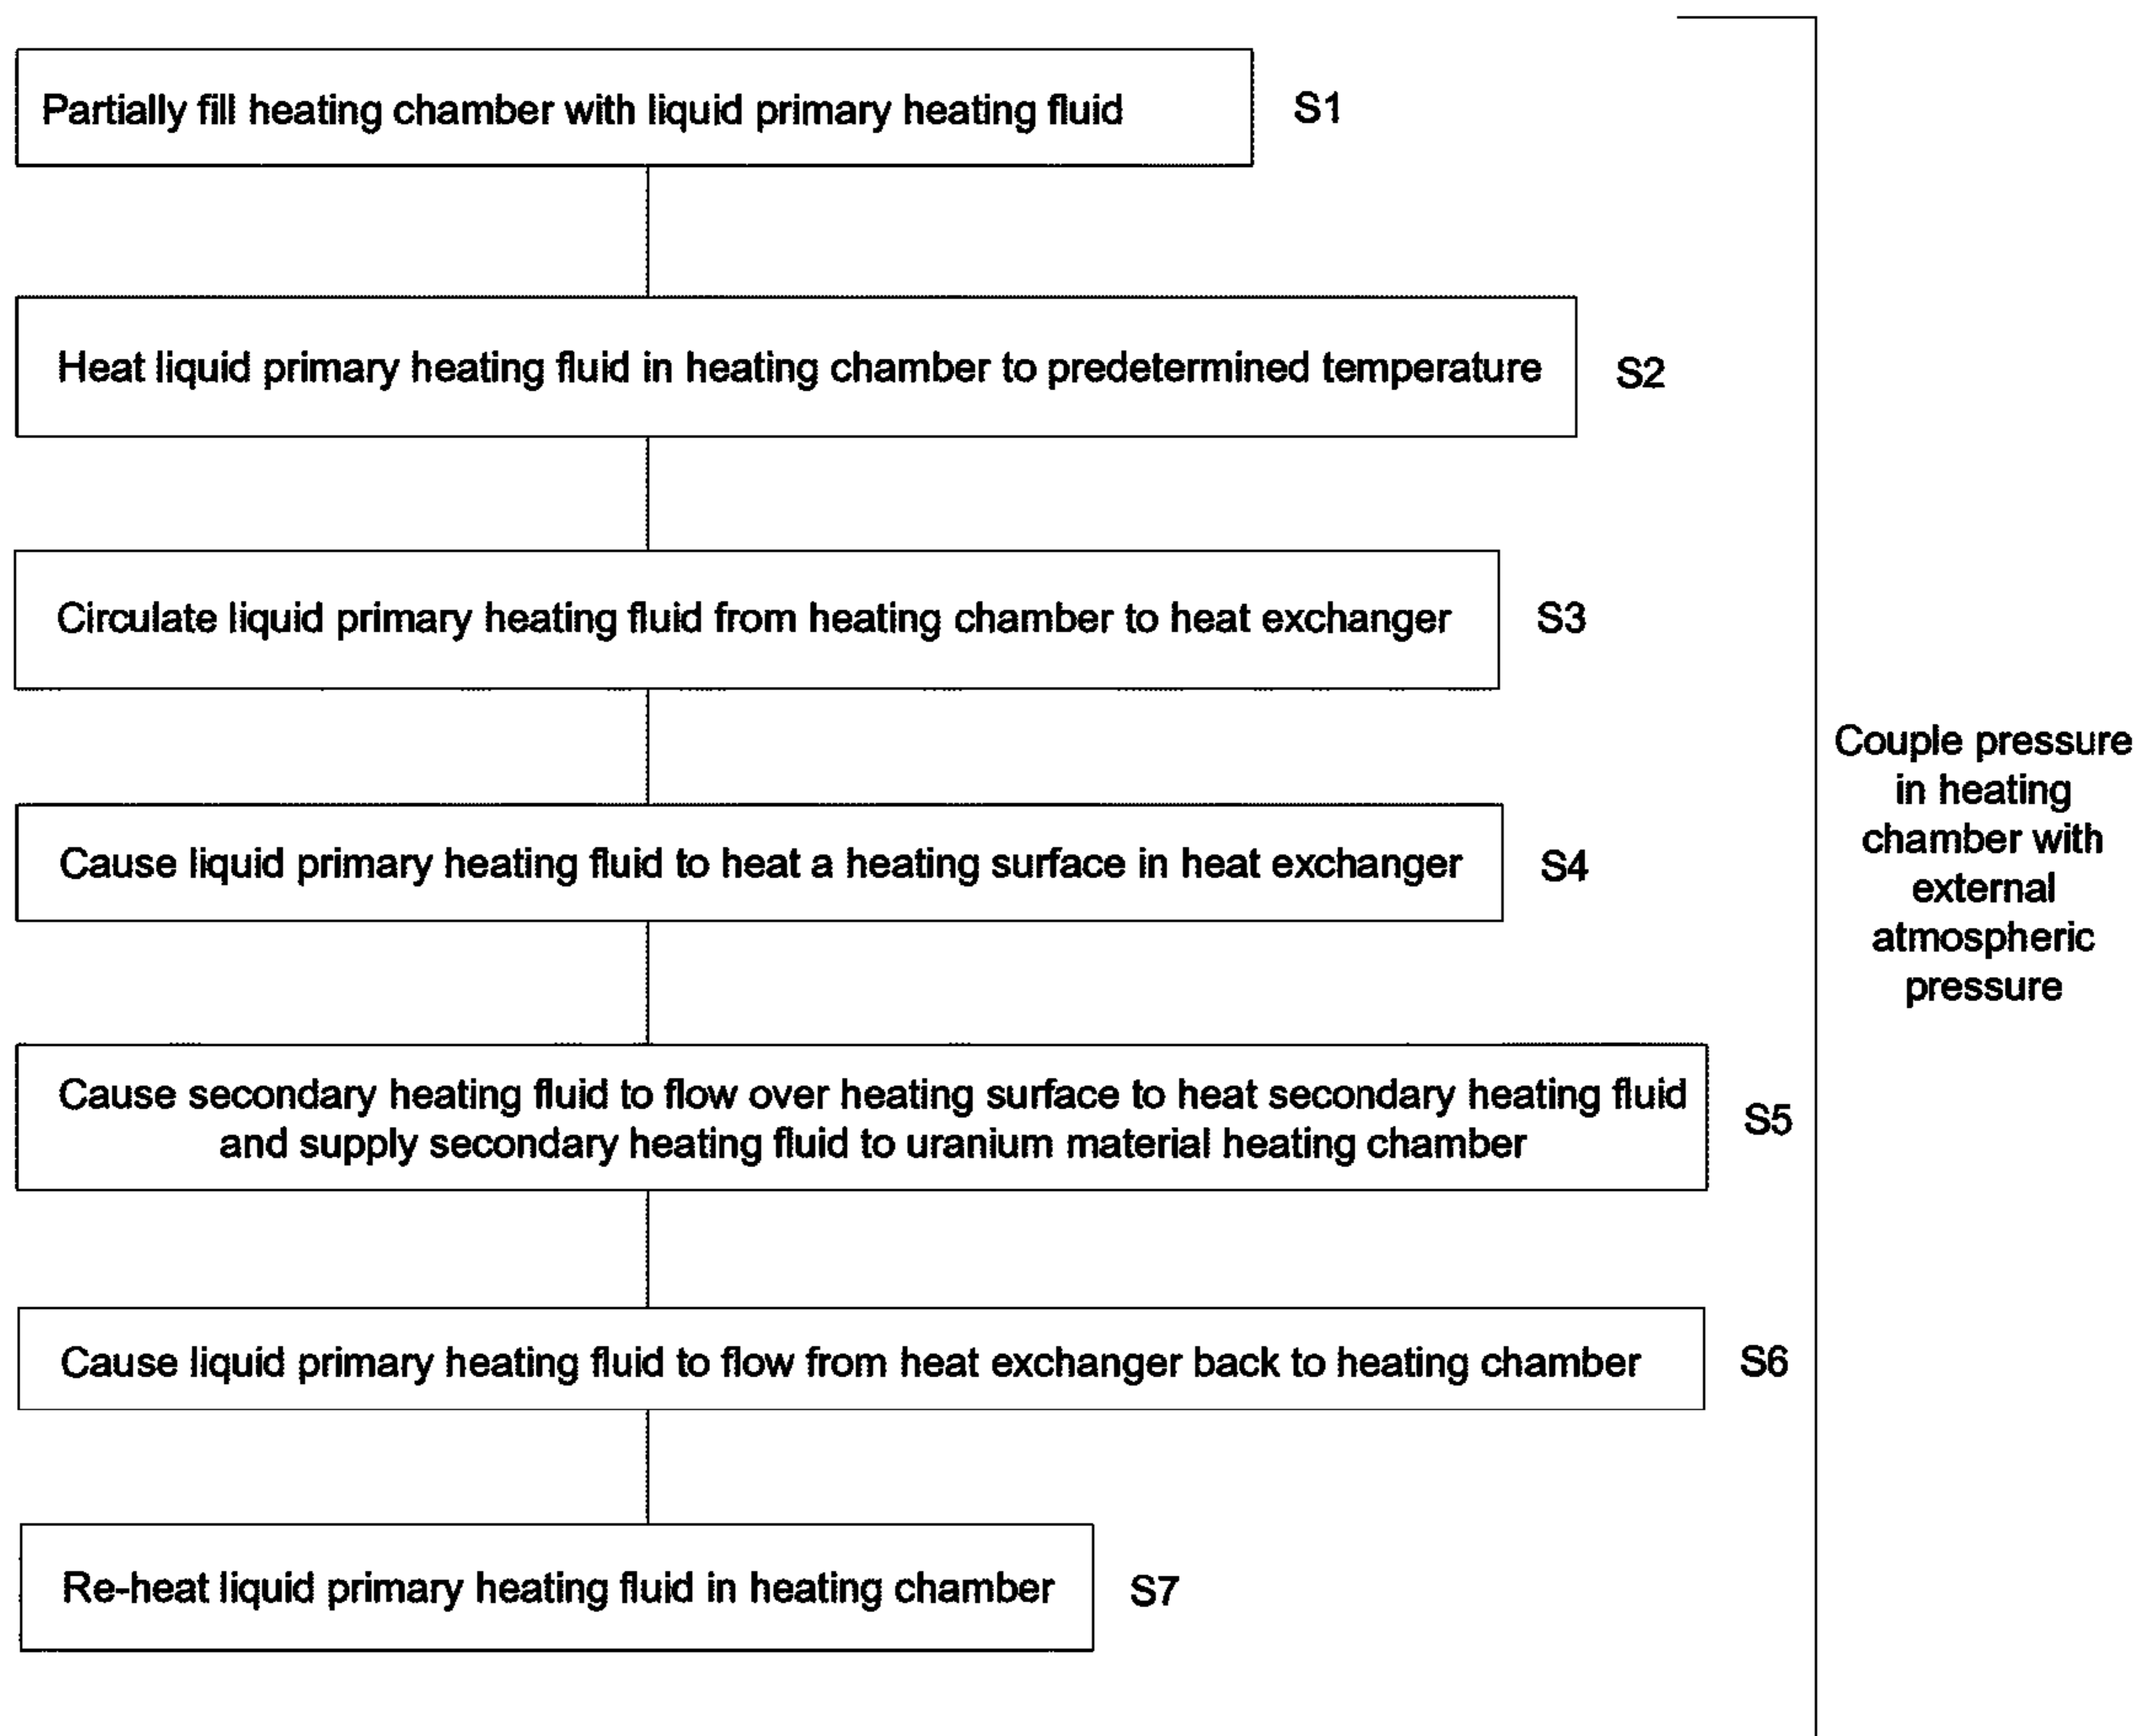 Partially fill heating chamber with liquid primary heating fluid
S1
Heat liquid primary heating fluid in heating chamber to predetermined temperature
S2
Circulate liquid primary heating fluid from heating chamber to heat exchanger
S3
Cause liquid primary heating fluid to heat a heating surface in heat exchanger
S4
Cause secondary heating fluid to flow over heating surface to heat secondary heating fluid
and supply secondary heating fluid to uranium material heating chamber
S5
Cause liquid primary heating fluid to flow from heat exchanger back to heating chamber
S6
Re-heat liquid primary heating fluid in heating chamber
S7
Couple pressure
in heating
chamber with
external
atmospheric
pressure